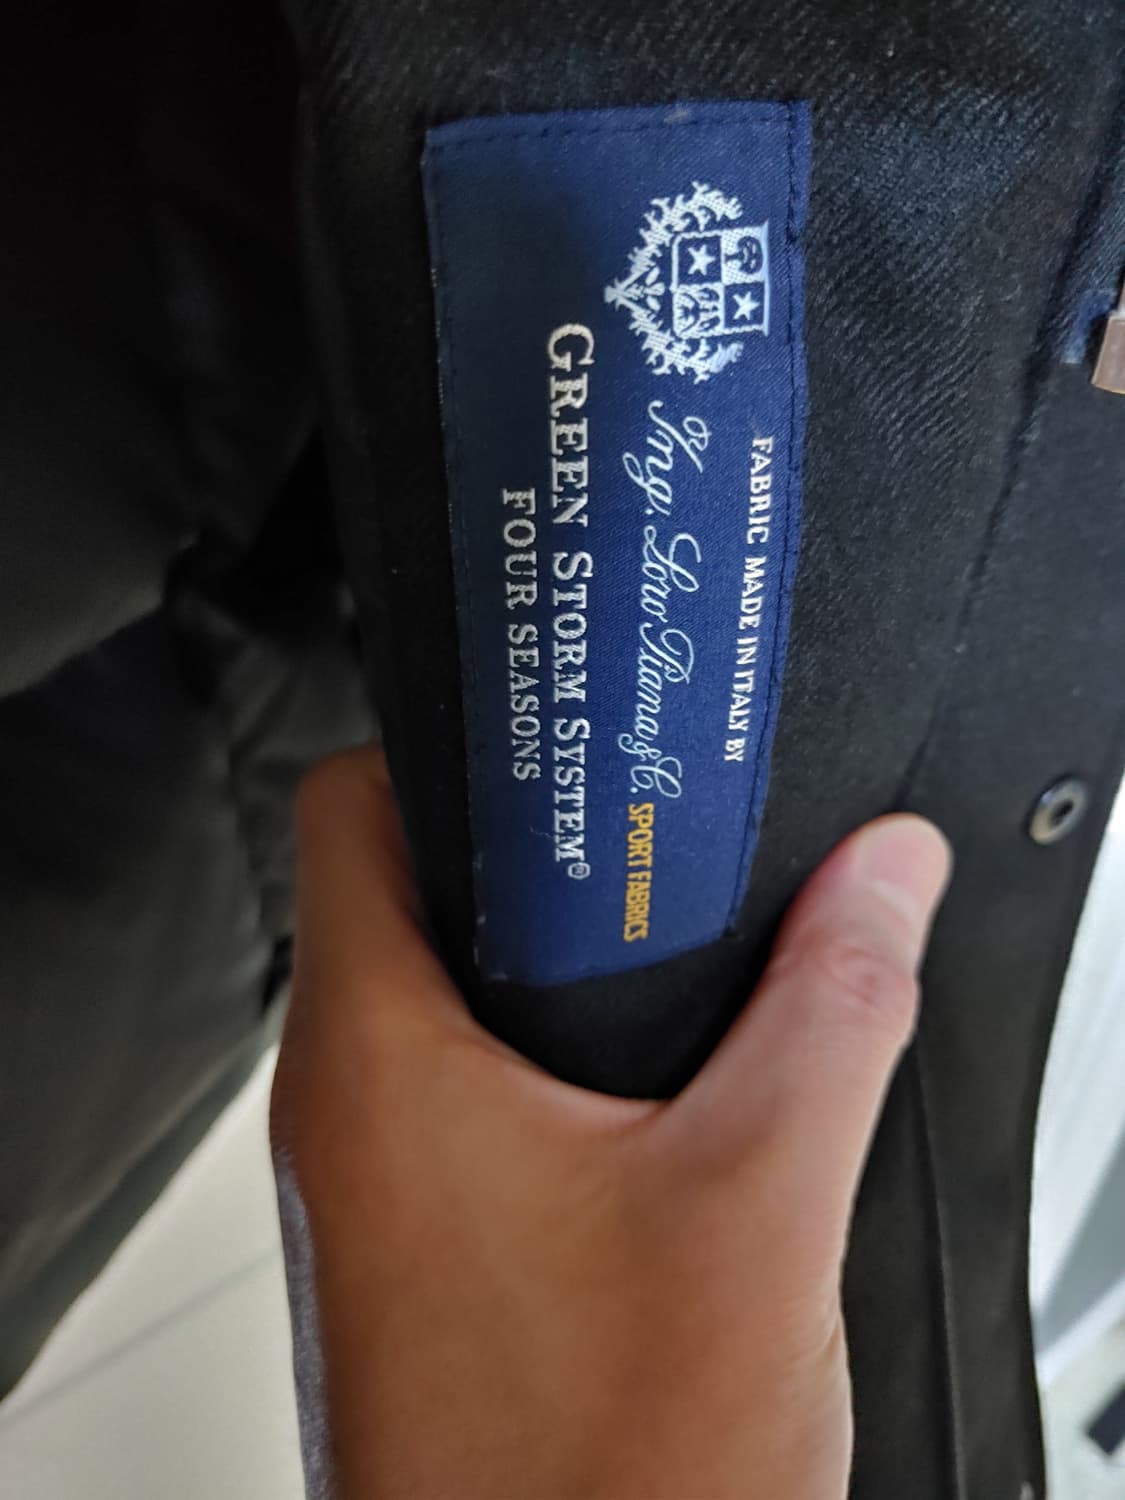 FABRIC MADE IN ITALY BY
Ing. Loro Piana & C. SPORT FABRICS
GREEN STORM SYSTEM®
FOUR SEASONS